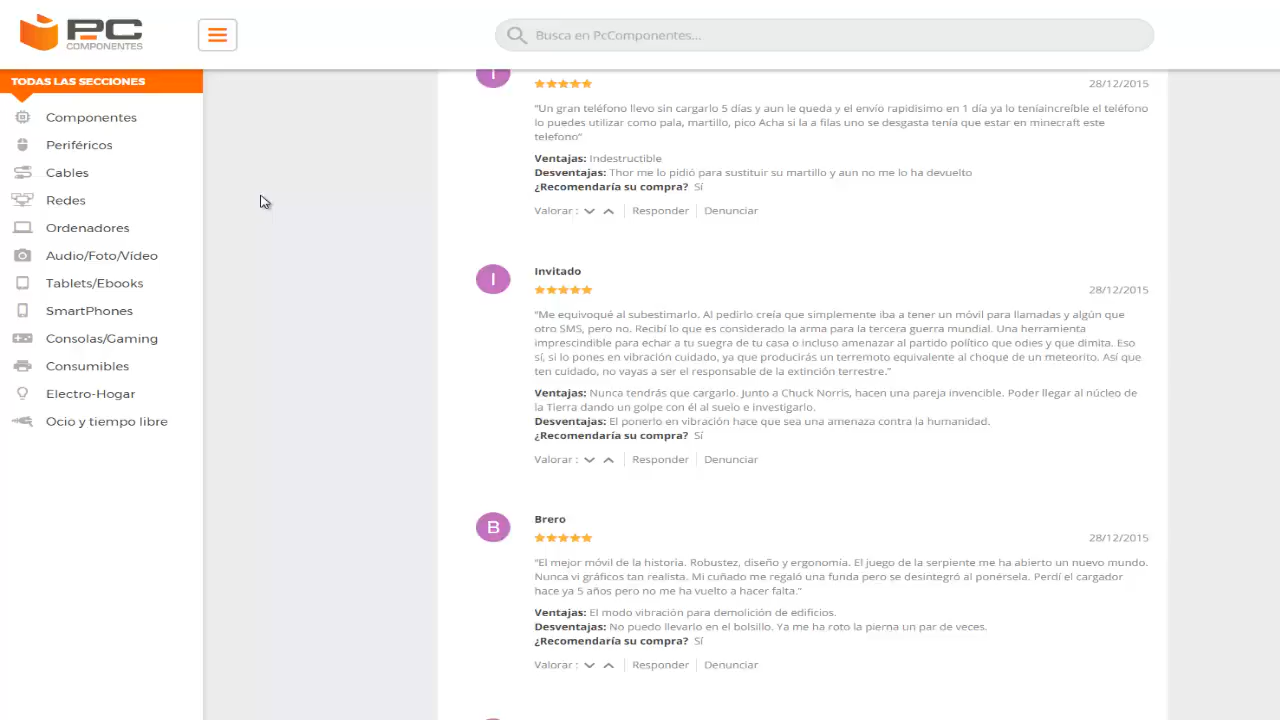 PC
COMPONENTES
Busca en PcComponentes...
TODAS LAS SECCIONES
Componentes
Periféricos
Cables
Redes
Ordenadores
Audio/Foto/Vídeo
Tablets/Ebooks
SmartPhones
Consolas/Gaming
Consumibles
Electro-Hogar
Ocio y tiempo libre
28/12/2015
“Un gran teléfono llevo sin cargarlo 5 días y aun le queda y el envío rapidísimo en 1 día ya lo teníaincreíble el teléfono
lo puedes utilizar como pala, martillo, pico Acha si la a filas uno se desgasta tenía que estar en minecraft este
telefono”
Ventajas: Indestructible
Desventajas: Thor me lo pidió para sustituir su martillo y aun no me lo ha devuelto
¿Recomendaría su compra? Sí
Valorar : Responder Denunciar
I
Invitado
28/12/2015
“Me equivoqué al subestimarlo. Al pedirlo creía que simplemente iba a tener un móvil para llamadas y algún que
otro SMS, pero no. Recibí lo que es considerado la arma para la tercera guerra mundial. Una herramienta
imprescindible para echar a tu suegra de tu casa o incluso amenazar al partido político que odies y que dimita. Eso
sí, si lo pones en vibración cuidado, ya que producirás un terremoto equivalente al choque de un meteorito. Así que
ten cuidado, no vayas a ser el responsable de la extinción terrestre.”
Ventajas: Nunca tendrás que cargarlo. Junto a Chuck Norris, hacen una pareja invencible. Poder llegar al núcleo de
la Tierra dando un golpe con él al suelo e investigarlo.
Desventajas: El ponerlo en vibración hace que sea una amenaza contra la humanidad.
¿Recomendaría su compra? Sí
Valorar : Responder Denunciar
B
Brero
28/12/2015
“El mejor móvil de la historia. Robustez, diseño y ergonomía. El juego de la serpiente me ha abierto un nuevo mundo.
Nunca vi gráficos tan realista. Mi cuñado me regaló una funda pero se desintegró al ponérsela. Perdí el cargador
hace ya 5 años pero no me ha vuelto a hacer falta.”
Ventajas: El modo vibración para demolición de edificios.
Desventajas: No puedo llevarlo en el bolsillo. Ya me ha roto la pierna un par de veces.
¿Recomendaría su compra? Sí
Valorar : Responder Denunciar